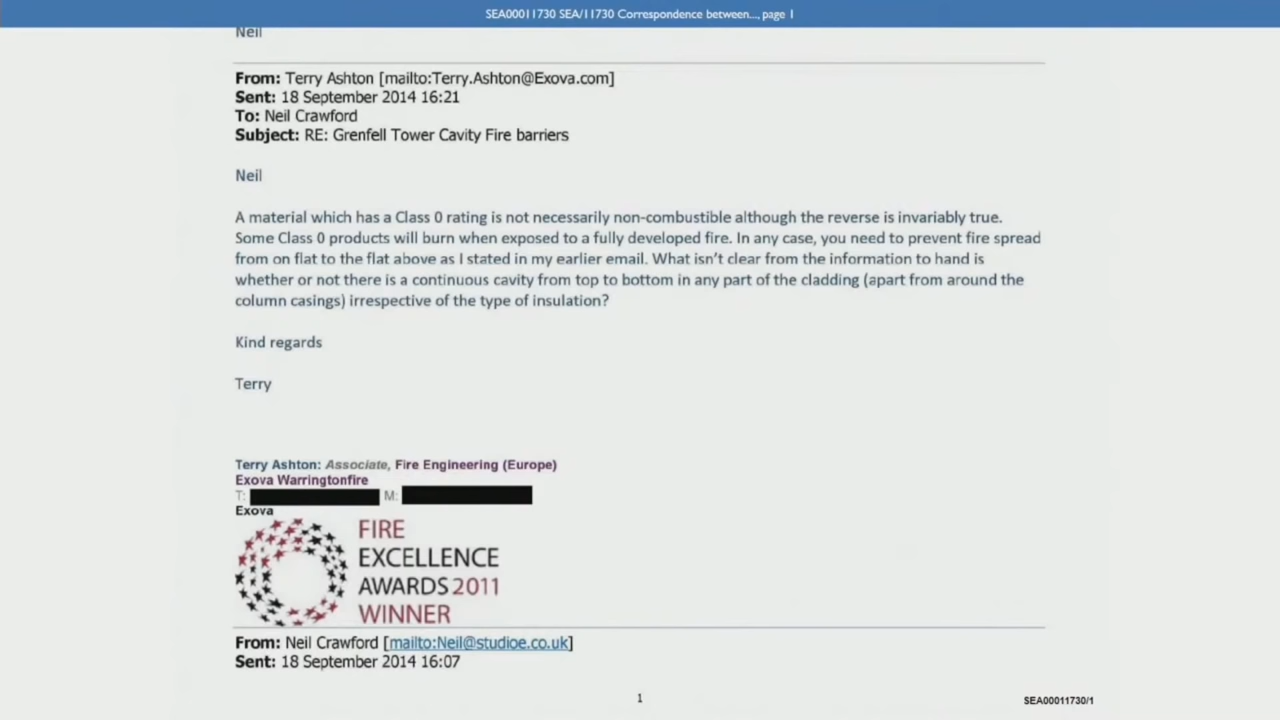 SEA00011730 SEA/11730 Correspondence between..., page 1
Neil
From: Terry Ashton [mailto:Terry.Ashton@Exova.com]
Sent: 18 September 2014 16:21
To: Neil Crawford
Subject: RE: Grenfell Tower Cavity Fire barriers
Neil
A material which has a Class 0 rating is not necessarily non-combustible although the reverse is invariably true.
Some Class 0 products will burn when exposed to a fully developed fire. In any case, you need to prevent fire spread
from on flat to the flat above as I stated in my earlier email. What isn't clear from the information to hand is
whether or not there is a continuous cavity from top to bottom in any part of the cladding (apart from around the
column casings) irrespective of the type of insulation?
Kind regards
Terry
Terry Ashton: Associate, Fire Engineering (Europe)
Exova Warringtonfire
T: M:
Exova
FIRE
EXCELLENCE
AWARDS 2011
WINNER
From: Neil Crawford [mailto:Neil@studioe.co.uk]
Sent: 18 September 2014 16:07
1
SEA00011730/1